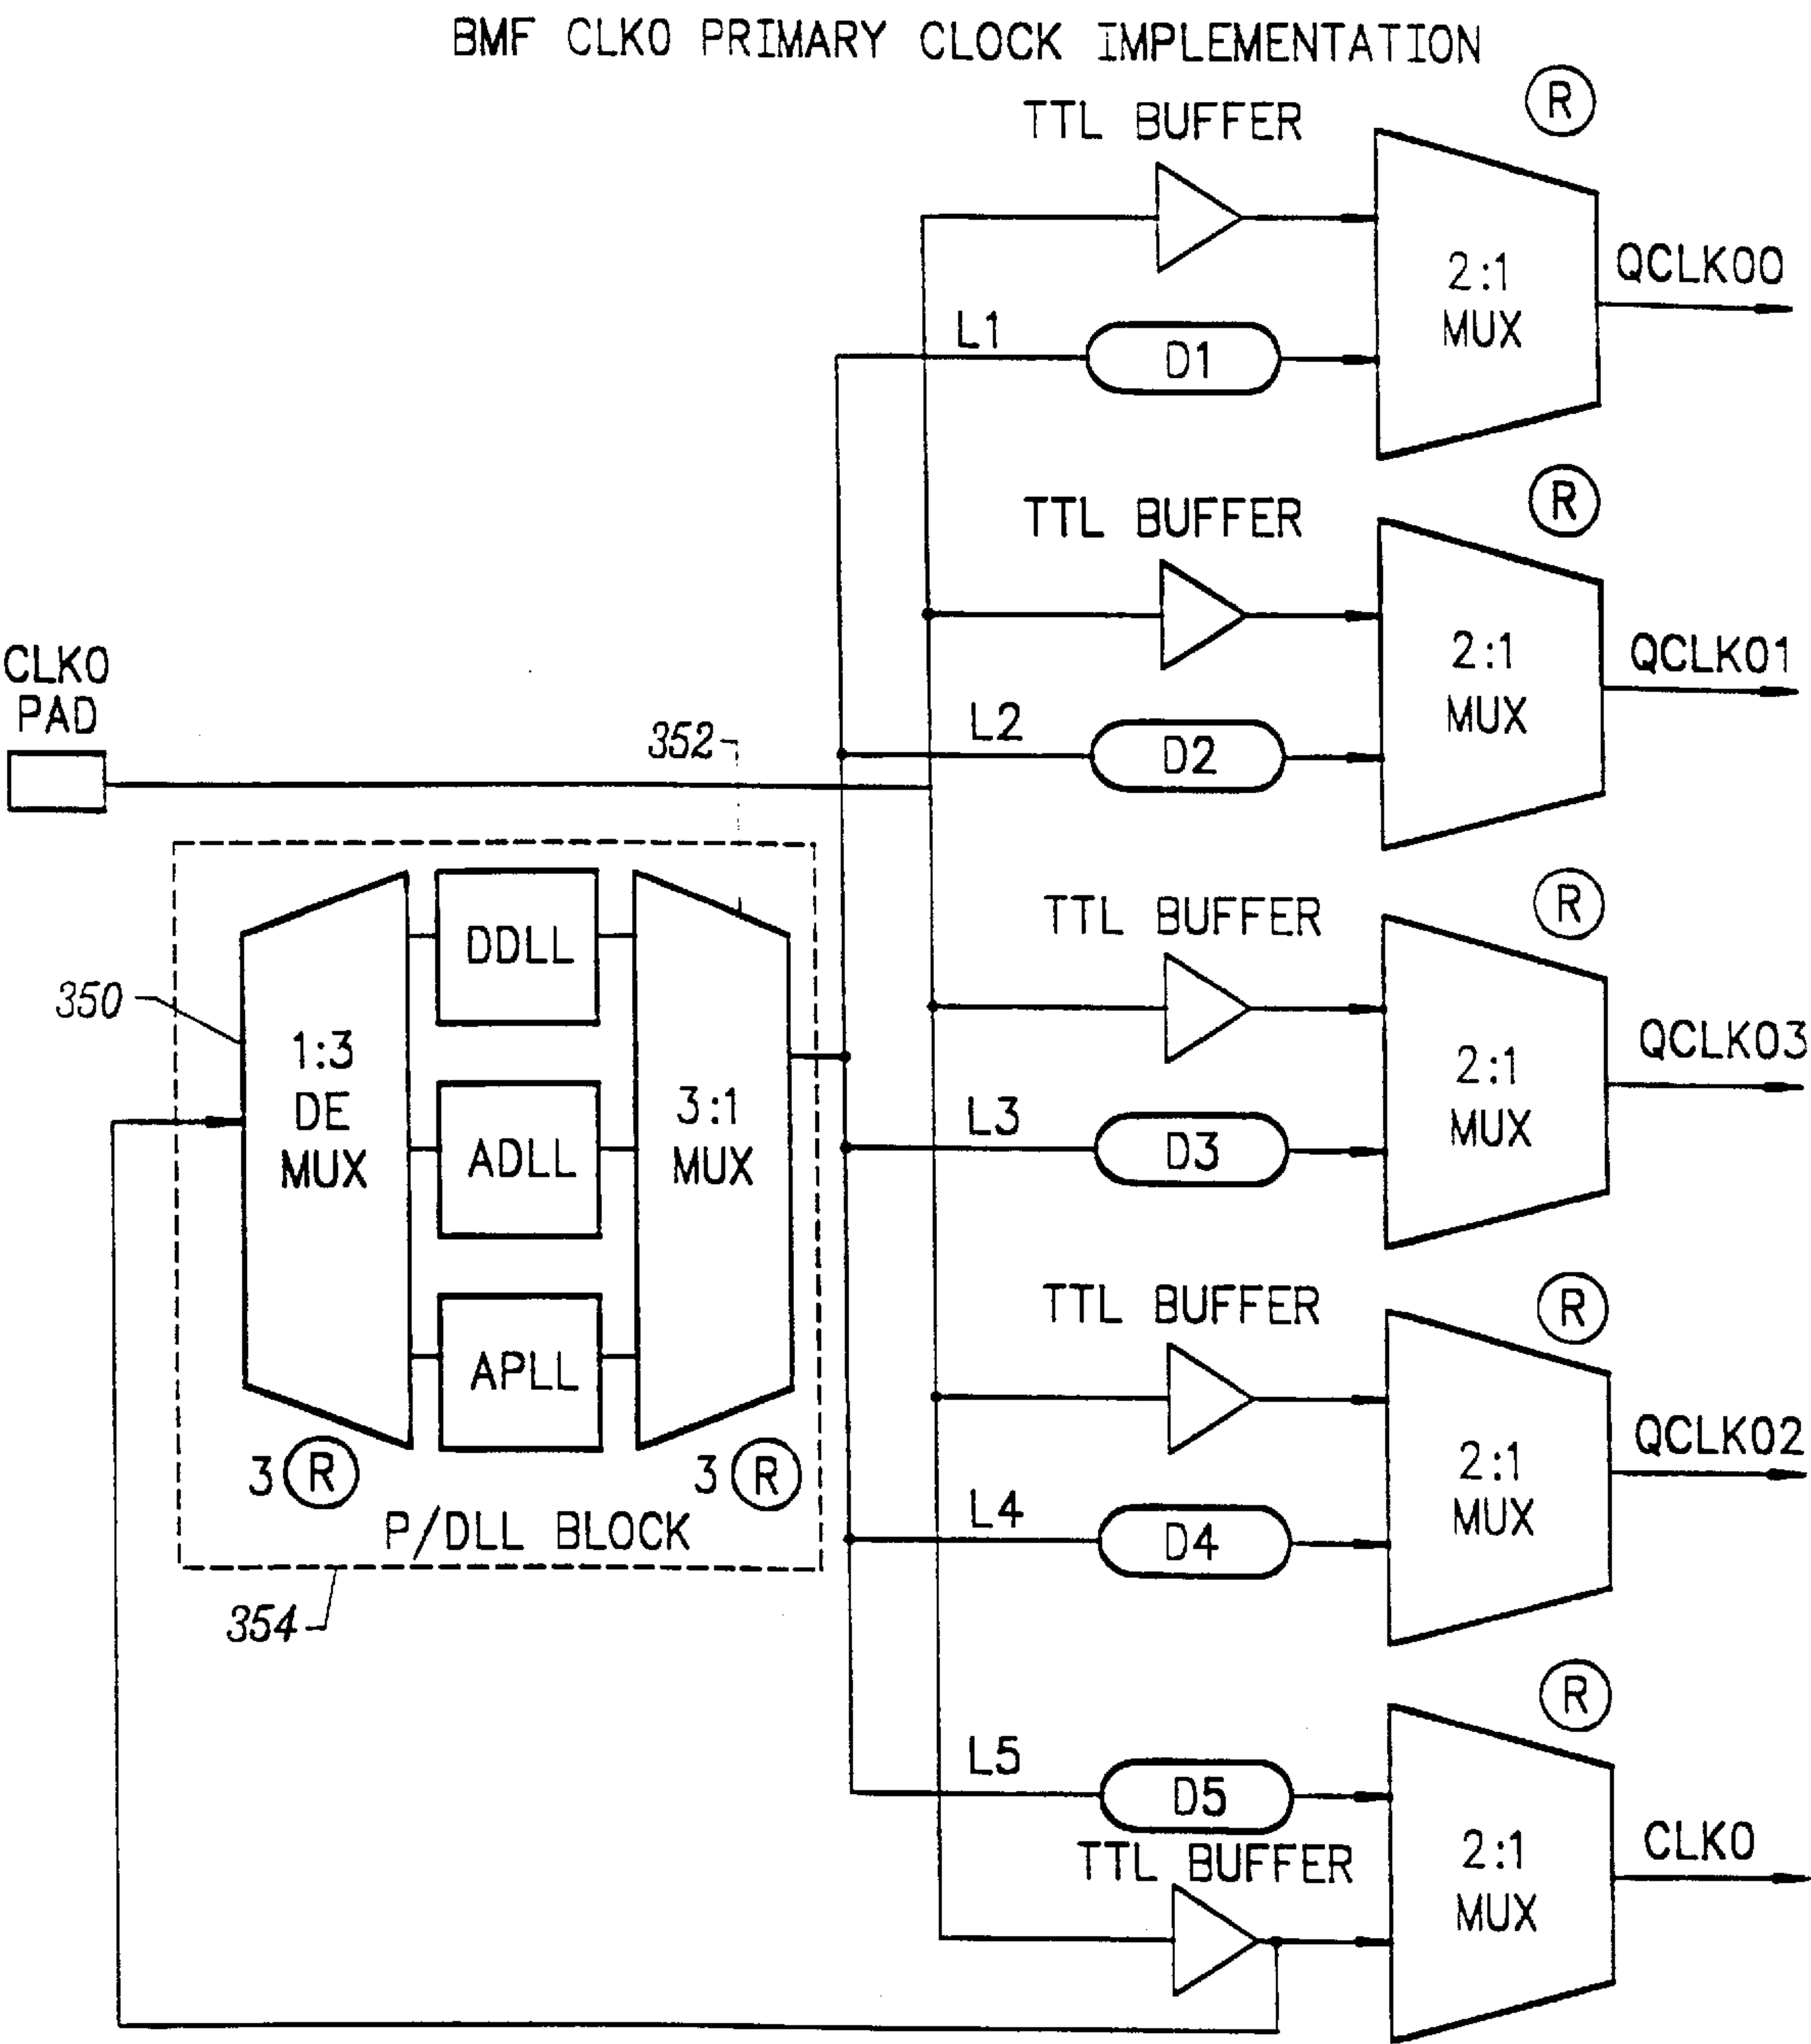 BMF CLK0 PRIMARY CLOCK IMPLEMENTATION
TTL BUFFER
R
2:1
MUX
QCLK00
L1
D1
TTL BUFFER
R
2:1
MUX
QCLK01
L2
D2
CLK0
PAD
352
TTL BUFFER
R
2:1
MUX
QCLK03
L3
D3
350
1:3
DE
MUX
DDLL
ADLL
APLL
3:1
MUX
3 R
3 R
P/DLL BLOCK
354
TTL BUFFER
R
2:1
MUX
QCLK02
L4
D4
R
L5
D5
TTL BUFFER
2:1
MUX
CLK0